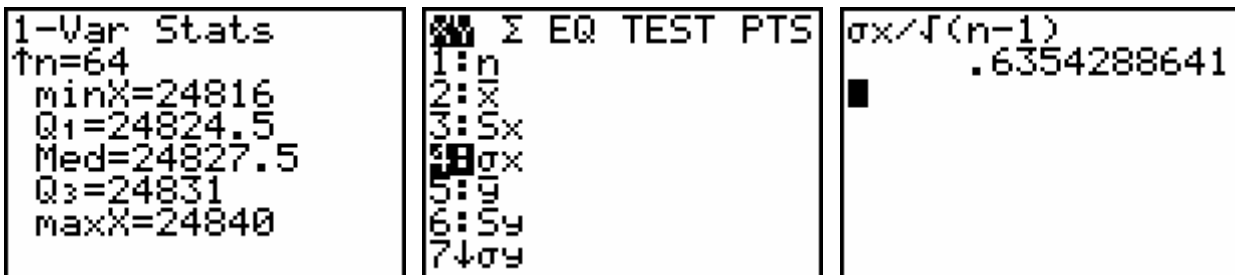 1-Var Stats
↑n=64
minX=24816
Q₁=24824.5
Med=24827.5
Q₃=24831
maxX=24840
XY Σ EQ TEST PTS
1:n
2:x̄
3:Sx
4:σx
5:ȳ
6:Sy
7↓σy
σx/√(n-1)
.6354288641